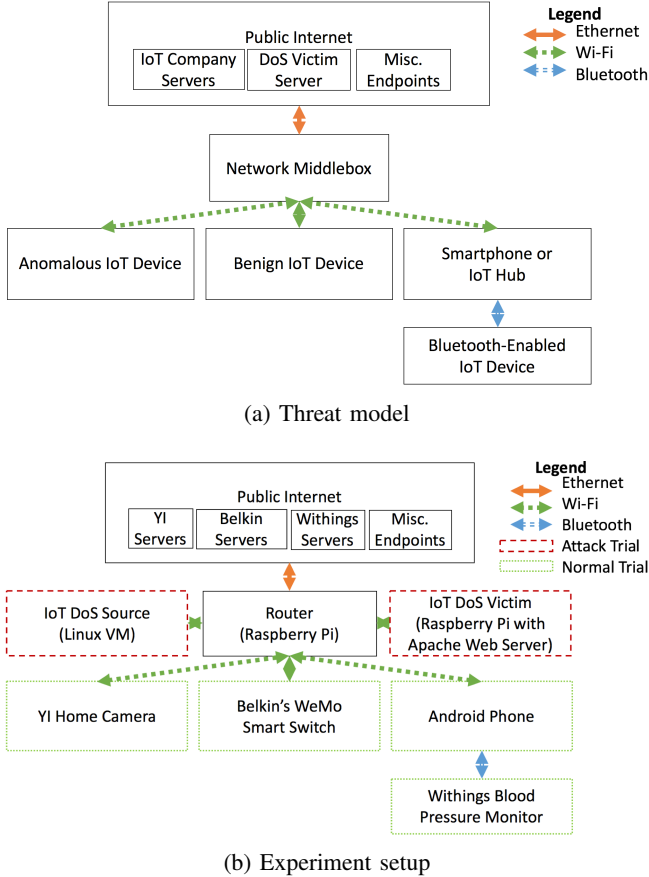 Public Internet
IoT Company
Servers
DoS Victim
Server
Misc.
Endpoints
Legend
Ethernet
Wi-Fi
Bluetooth
Network Middlebox
Anomalous IoT Device
Benign IoT Device
Smartphone or
IoT Hub
Bluetooth-Enabled
IoT Device
(a) Threat model
Public Internet
YI
Servers
Belkin
Servers
Withings
Servers
Misc.
Endpoints
Legend
Ethernet
Wi-Fi
Bluetooth
Attack Trial
Normal Trial
IoT DoS Source
(Linux VM)
Router
(Raspberry Pi)
IoT DoS Victim
(Raspberry Pi with
Apache Web Server)
YI Home Camera
Belkin’s WeMo
Smart Switch
Android Phone
Withings Blood
Pressure Monitor
(b) Experiment setup